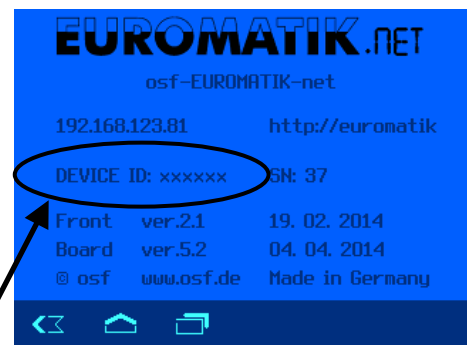 EUROMATIK.NET
osf-EUROMATIK-net
192.168.123.81 http://euromatik
DEVICE ID: xxxxxx SN: 37
Front ver.2.1 19. 02. 2014
Board ver.5.2 04. 04. 2014
© osf www.osf.de Made in Germany